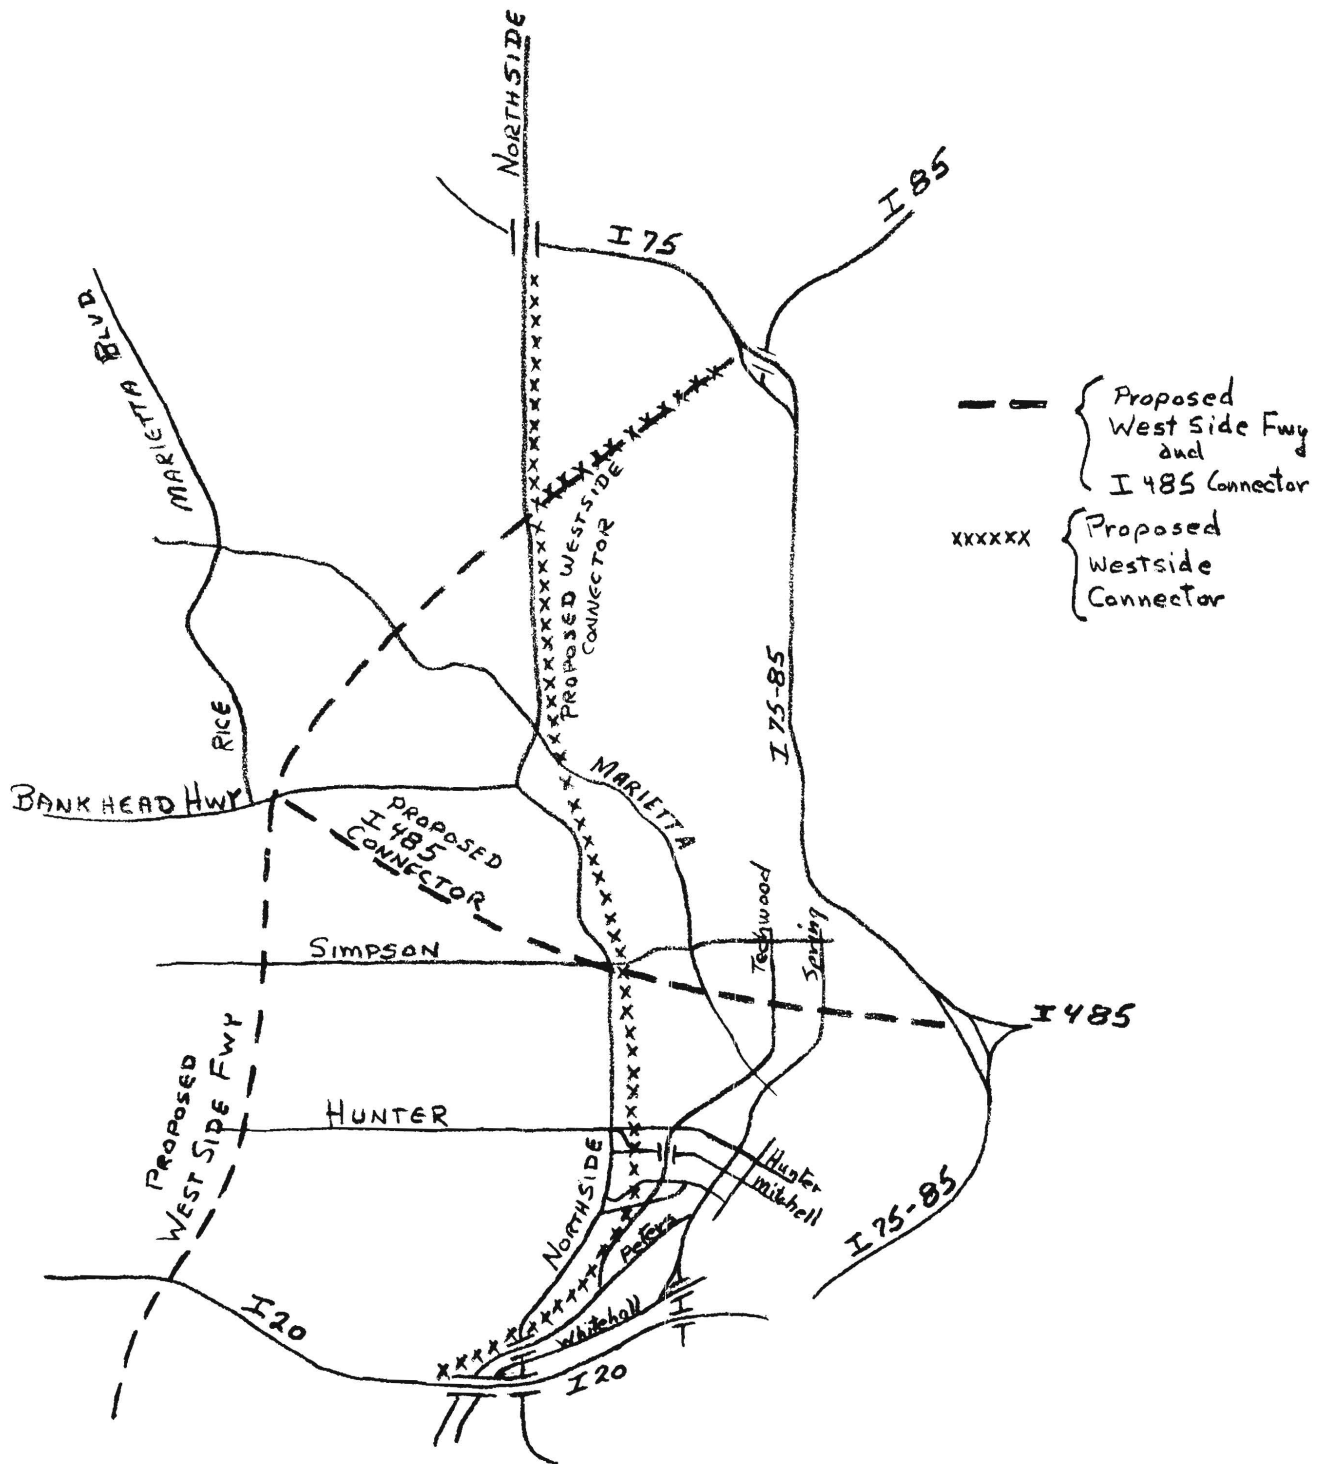 NORTHSIDE
I 85
I 75
MARIETTA BLVD
Proposed
West Side Fwy
and
I 485 Connector
xxxxxx
Proposed
Westside
Connector
PROPOSED WESTSIDE
CONNECTOR
I 75-85
RICE
BANKHEAD HWY
MARIETTA
PROPOSED
I 485
CONNECTOR
Techwood
Spring
SIMPSON
I 485
PROPOSED
WEST SIDE FWY
HUNTER
Hunter
Mitchell
NORTHSIDE
Peters
I 75-85
I 20
Whitehall
I 20